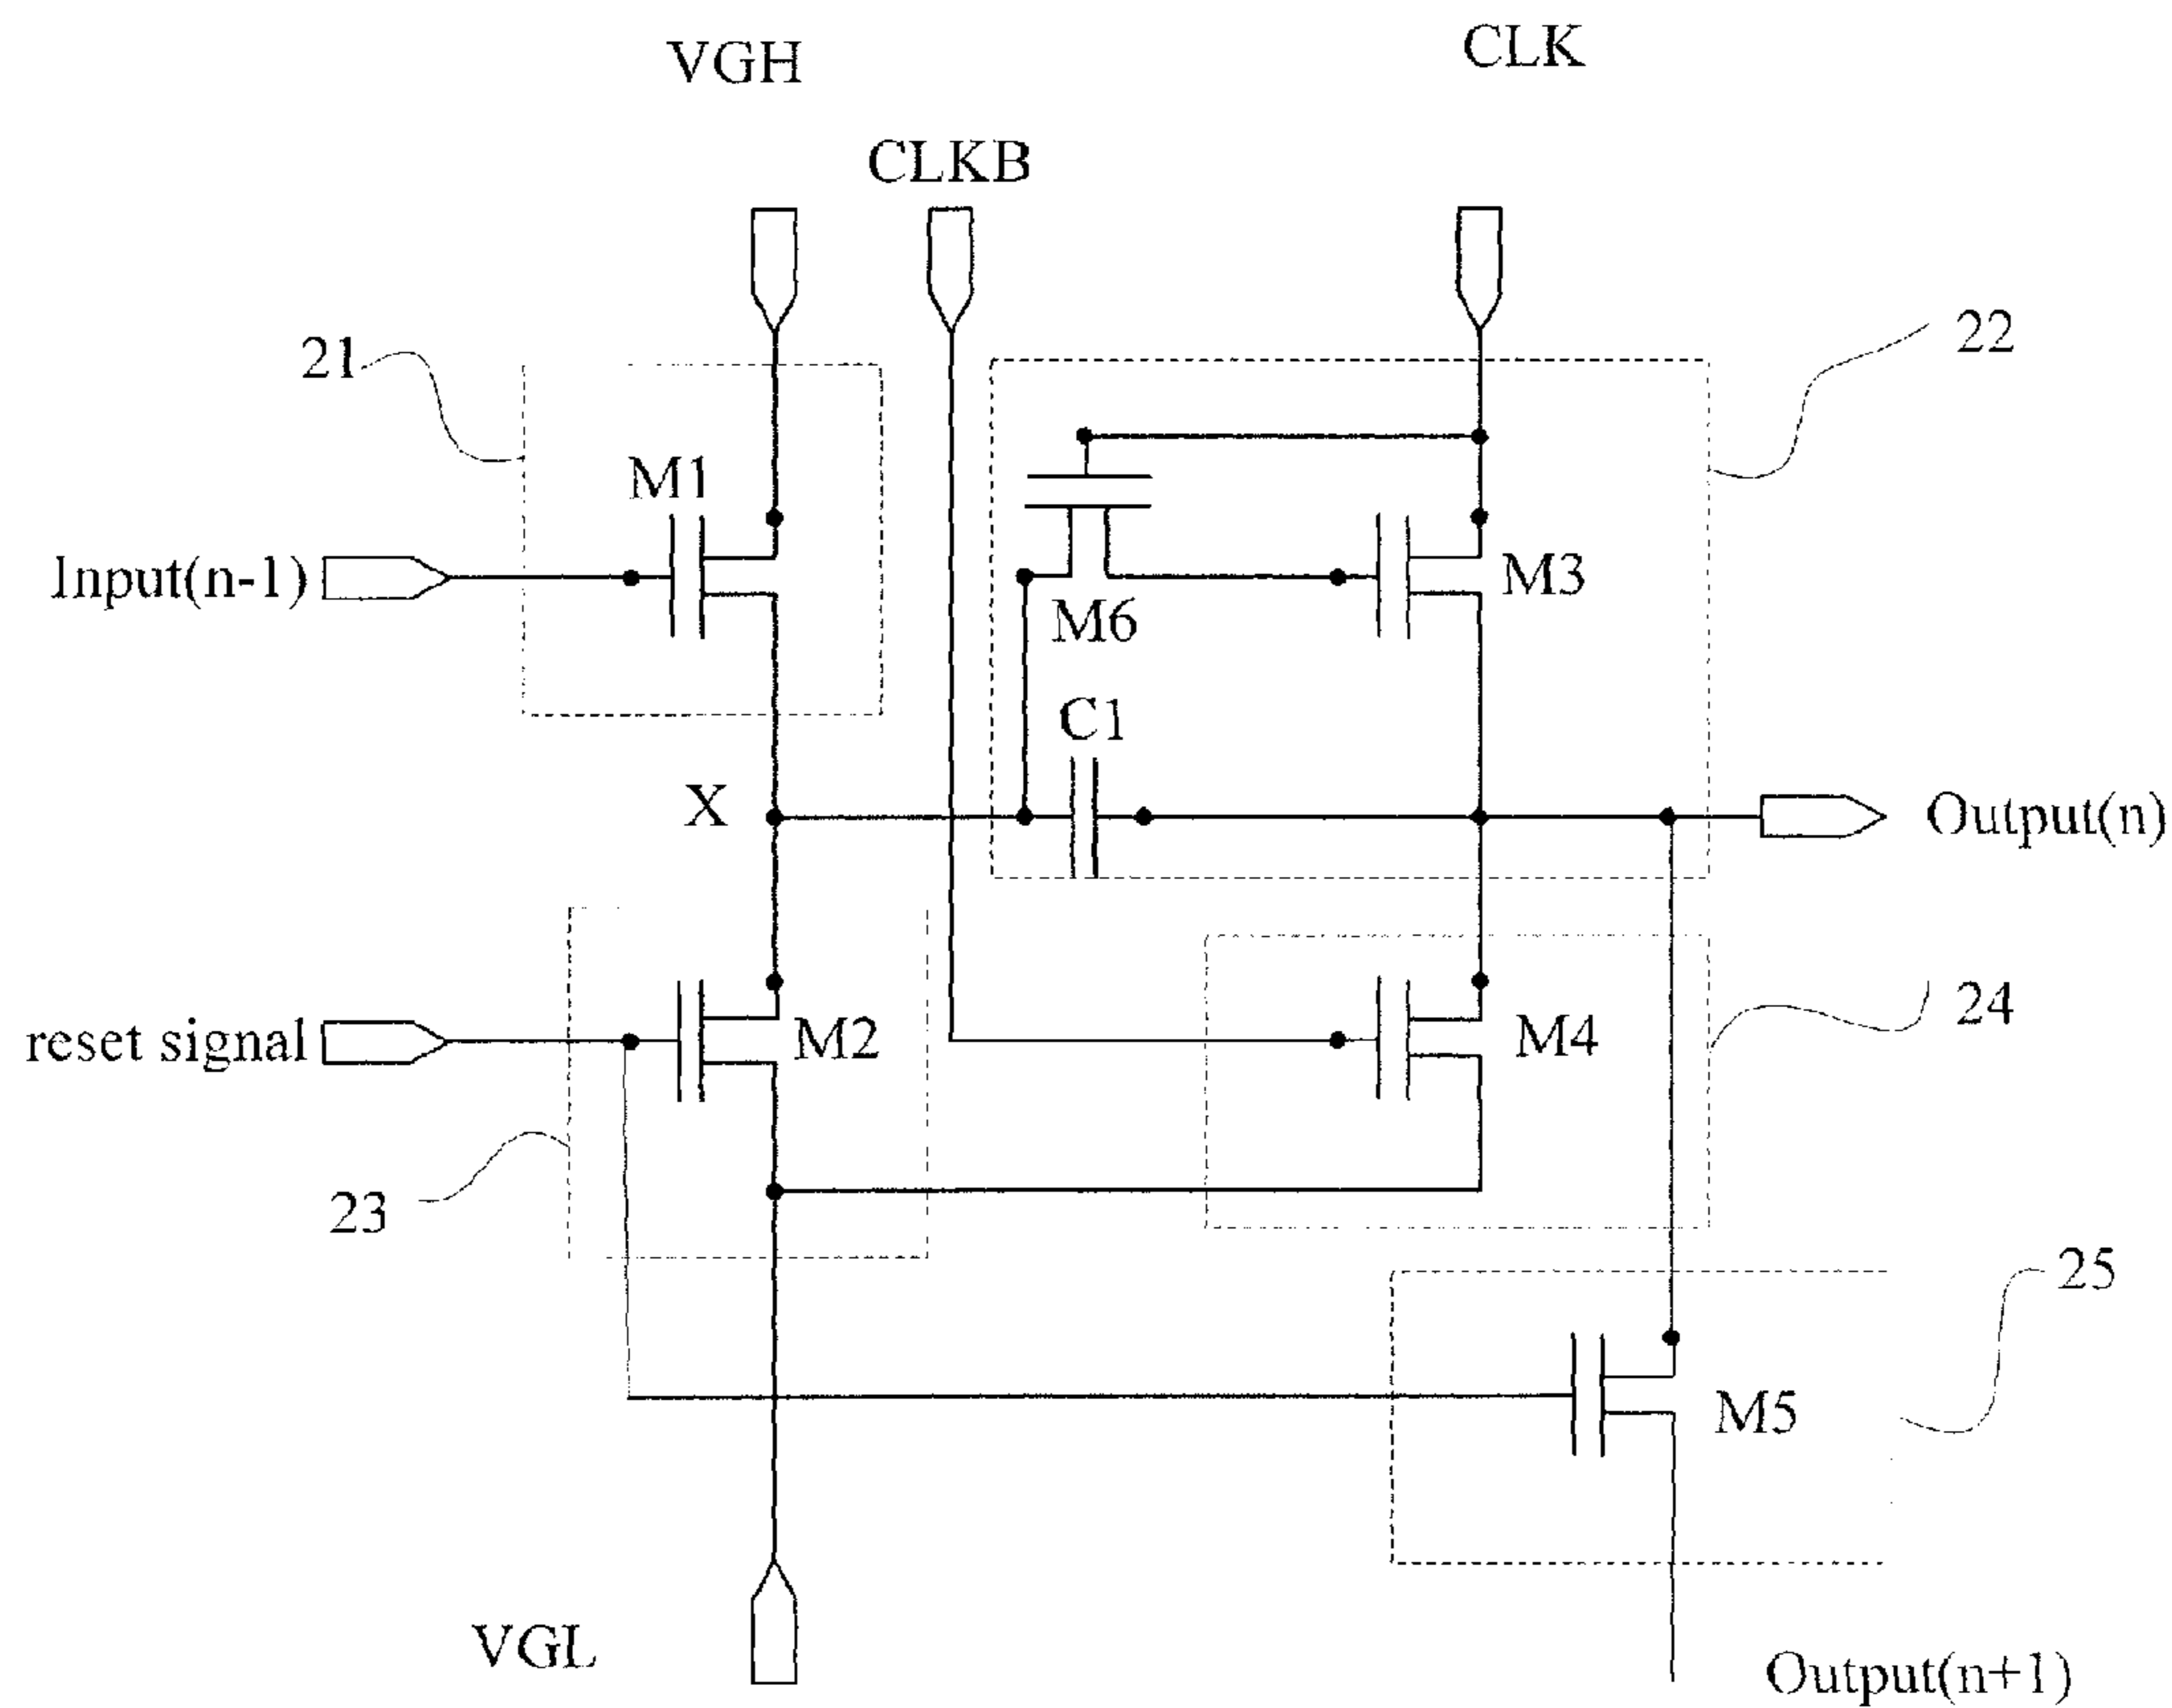 VGH
CLK
CLKB
21
22
M1
Input(n-1)
M3
M6
C1
X
Output(n)
reset signal
M2
M4
24
23
25
M5
VGL
Output(n+1)